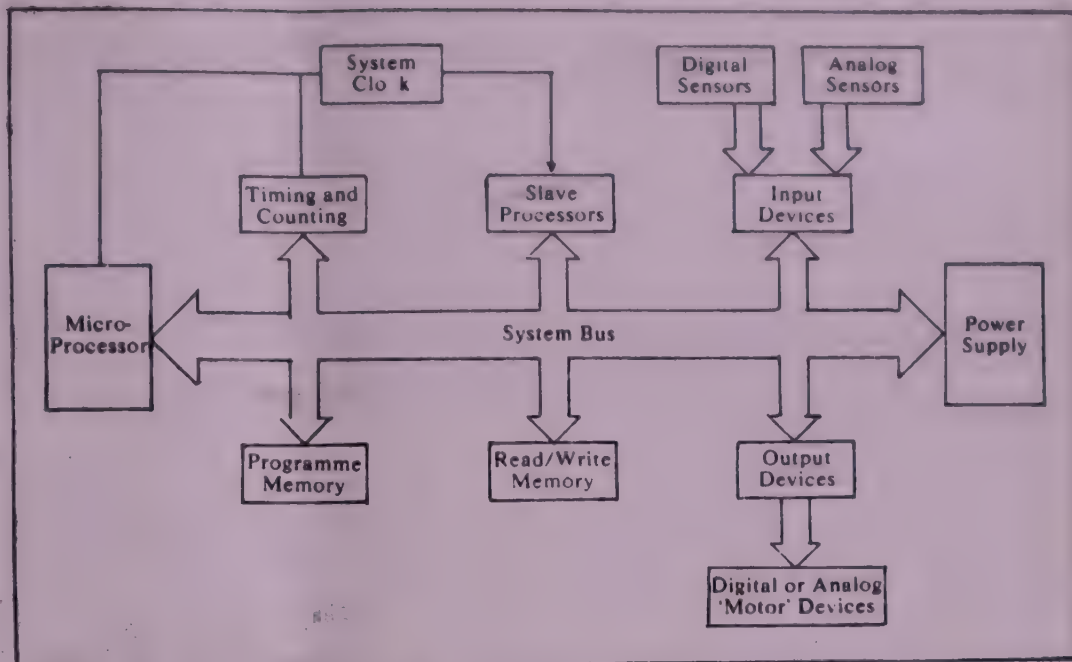 System
Clo k
Digital
Sensors
Analog
Sensors
Timing and
Counting
Slave
Processors
Input
Devices
Micro-
Processor
System Bus
Power
Supply
Programme
Memory
Read/Write
Memory
Output
Devices
Digital or Analog
'Motor' Devices